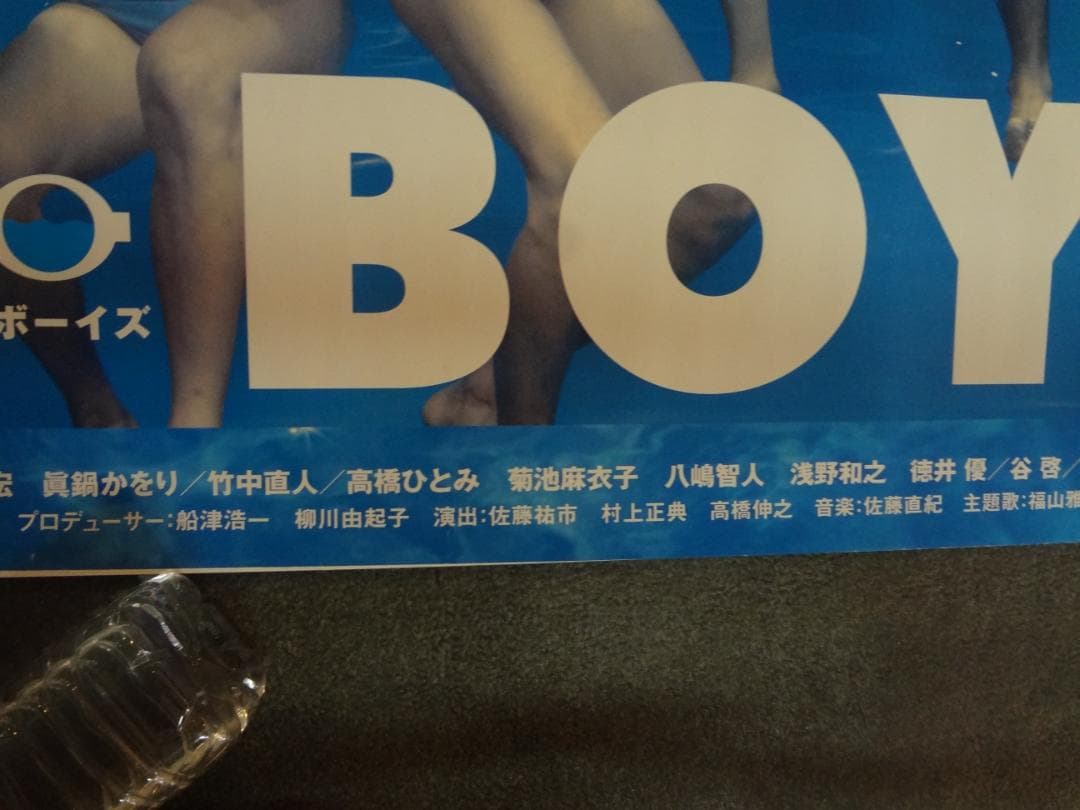 BOY
ボーイズ
宏 眞鍋かをり／竹中直人／高橋ひとみ 菊池麻衣子 八嶋智人 浅野和之 徳井 優／谷 啓／
プロデューサー:船津浩一 柳川由起子 演出:佐藤祐市 村上正典 高橋伸之 音楽:佐藤直紀 主題歌:福山雅